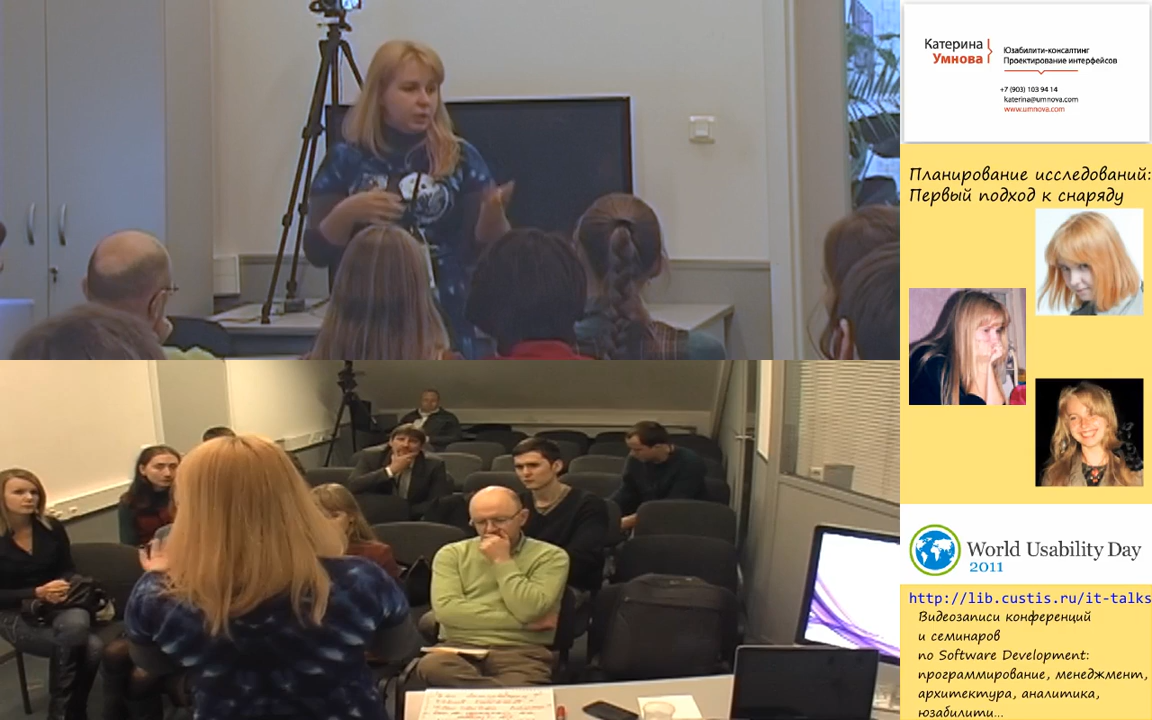 Катерина
Умнова
Юзабилити-консалтинг
Проектирование интерфейсов
+7 (903) 103 94 14
katerina@umnova.com
www.umnova.com
Планирование исследований:
Первый подход к снаряду
World Usability Day
2011
http://lib.custis.ru/it-talks
Видеозаписи конференций
и семинаров
по Software Development:
программирование, менеджмент,
архитектура, аналитика,
юзабилити...